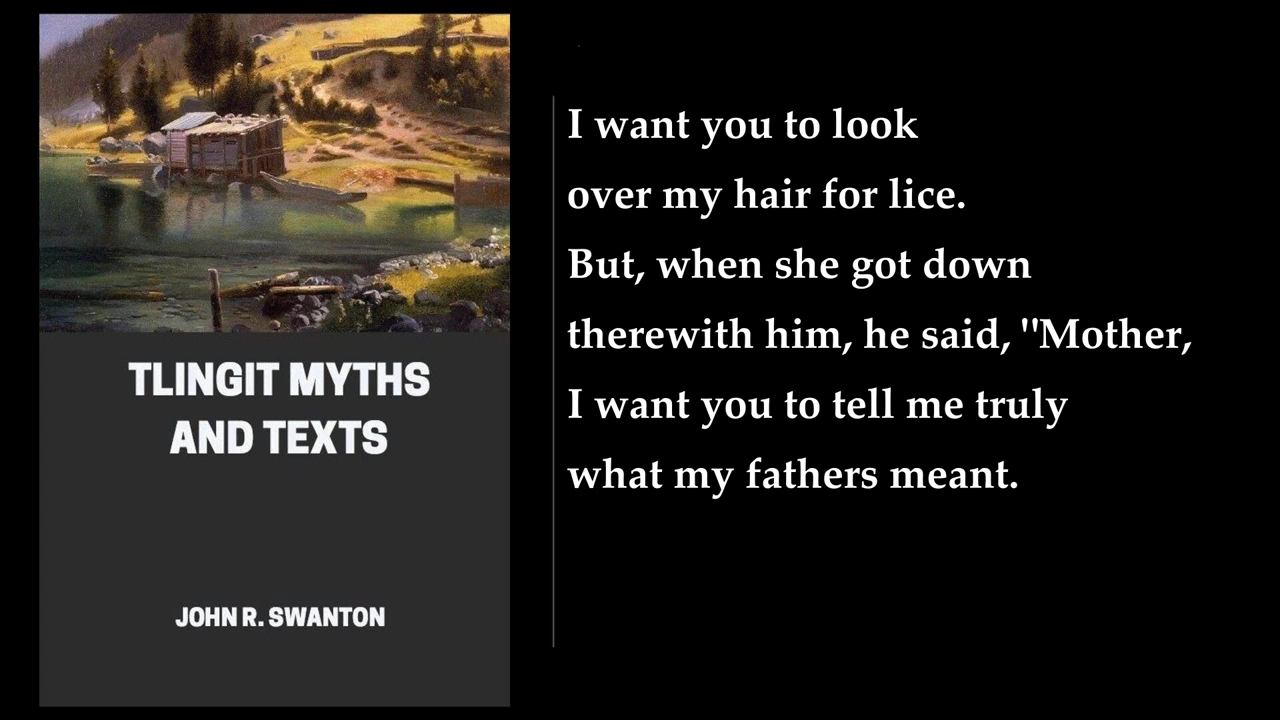 TLINGIT MYTHS
AND TEXTS
JOHN R. SWANTON
I want you to look
over my hair for lice.
But, when she got down
therewith him, he said, "Mother,
I want you to tell me truly
what my fathers meant.